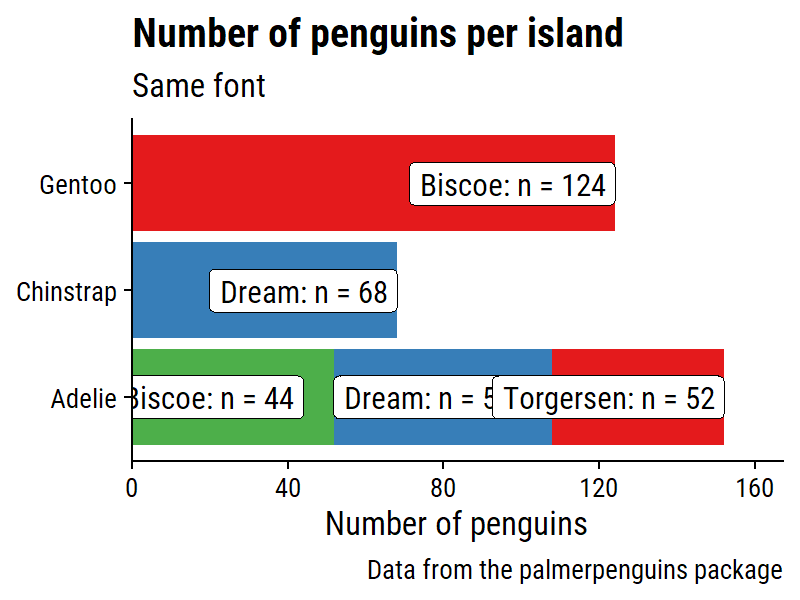 Number of penguins per island
Same font
Gentoo
Biscoe: n = 124
Chinstrap
Dream: n = 68
Adelie
Biscoe: n = 44
Dream: n = 5
Torgersen: n = 52
0 40 80 120 160
Number of penguins
Data from the palmerpenguins package